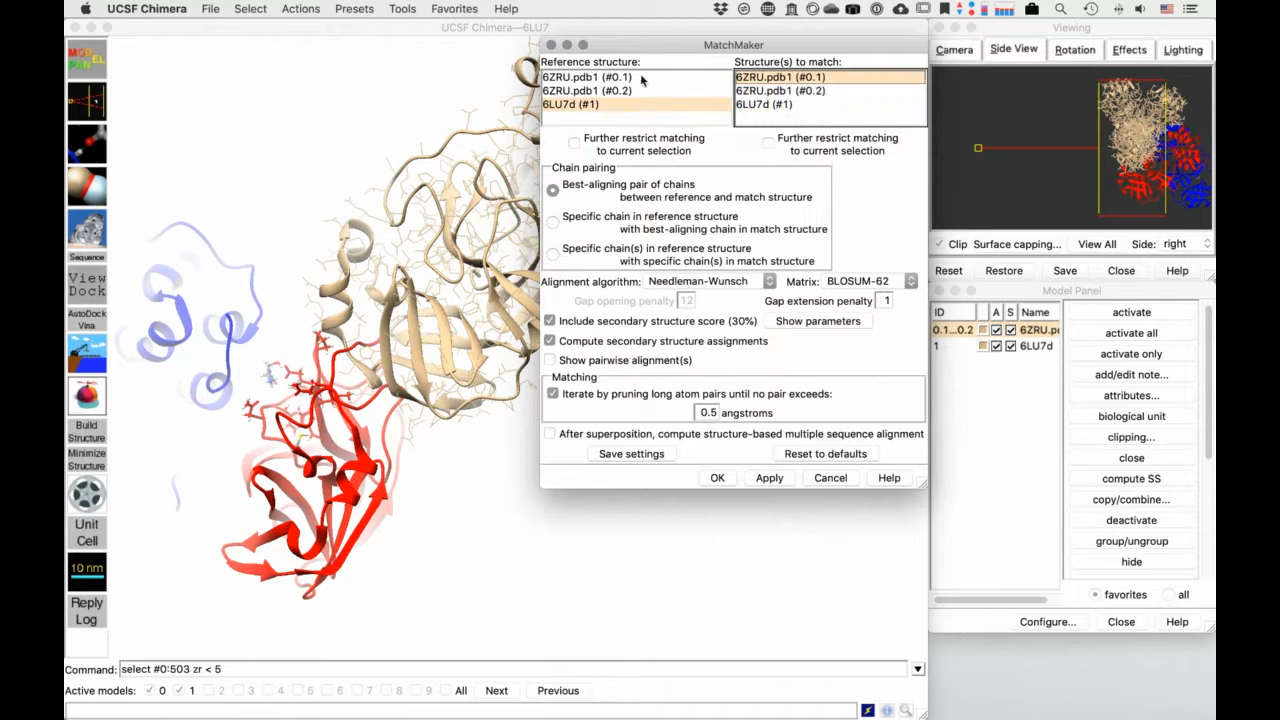 UCSF Chimera File Select Actions Presets Tools Favorites Help
UCSF Chimera—6LU7
MatchMaker
Viewing
Camera Side View Rotation Effects Lighting
Reference structure: Structure(s) to match:
6ZRU.pdb1 (#0.1) 6ZRU.pdb1 (#0.1)
6ZRU.pdb1 (#0.2) 6ZRU.pdb1 (#0.2)
6LU7d (#1) 6LU7d (#1)
Further restrict matching
to current selection
Further restrict matching
to current selection
Chain pairing
Best-aligning pair of chains
between reference and match structure
Specific chain in reference structure
with best-aligning chain in match structure
Specific chain(s) in reference structure
with specific chain(s) in match structure
Alignment algorithm: Needleman-Wunsch Matrix: BLOSUM-62
Gap opening penalty 12 Gap extension penalty 1
Include secondary structure score (30%) Show parameters
Compute secondary structure assignments
Show pairwise alignment(s)
Matching
Iterate by pruning long atom pairs until no pair exceeds:
0.5 angstroms
After superposition, compute structure-based multiple sequence alignment
Save settings Reset to defaults
OK Apply Cancel Help
Clip Surface capping... View All Side: right
Reset Restore Save Close Help
Model Panel
ID A S Name
0.1...0.2 6ZRU.p
1 6LU7d
activate
activate all
activate only
add/edit note...
attributes...
biological unit
clipping...
close
compute SS
copy/combine...
deactivate
group/ungroup
hide
favorites all
Configure... Close Help
Sequence
View
Dock
AutoDock
Vina
Build
Structure
Minimize
Structure
Unit
Cell
10 nm
Reply
Log
Command: select #0:503 zr < 5
Active models: 0 1 2 3 4 5 6 7 8 9 All Next Previous